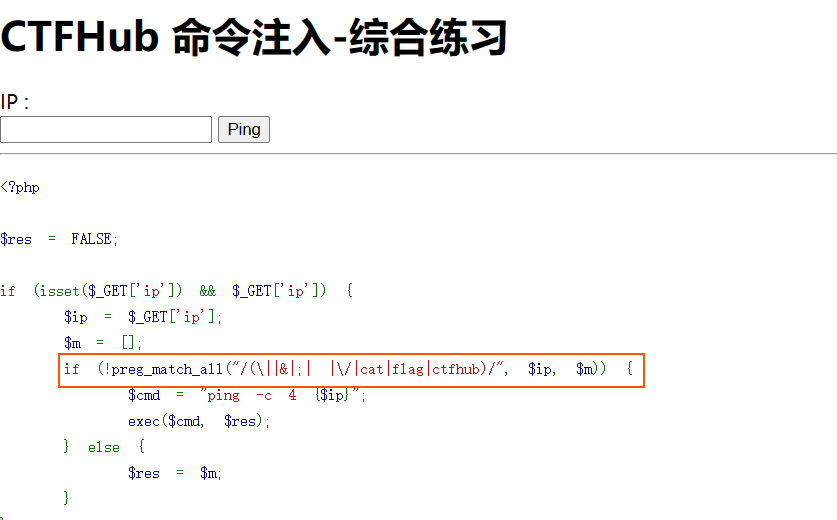 CTFHub 命令注入-综合练习
IP :
Ping
<?php
$res = FALSE;
if (isset($_GET['ip']) && $_GET['ip']) {
$ip = $_GET['ip'];
$m = [];
if (!preg_match_all("/(\||&|;| |\/|cat|flag|ctfhub)/", $ip, $m)) {
$cmd = "ping -c 4 {$ip}";
exec($cmd, $res);
} else {
$res = $m;
}